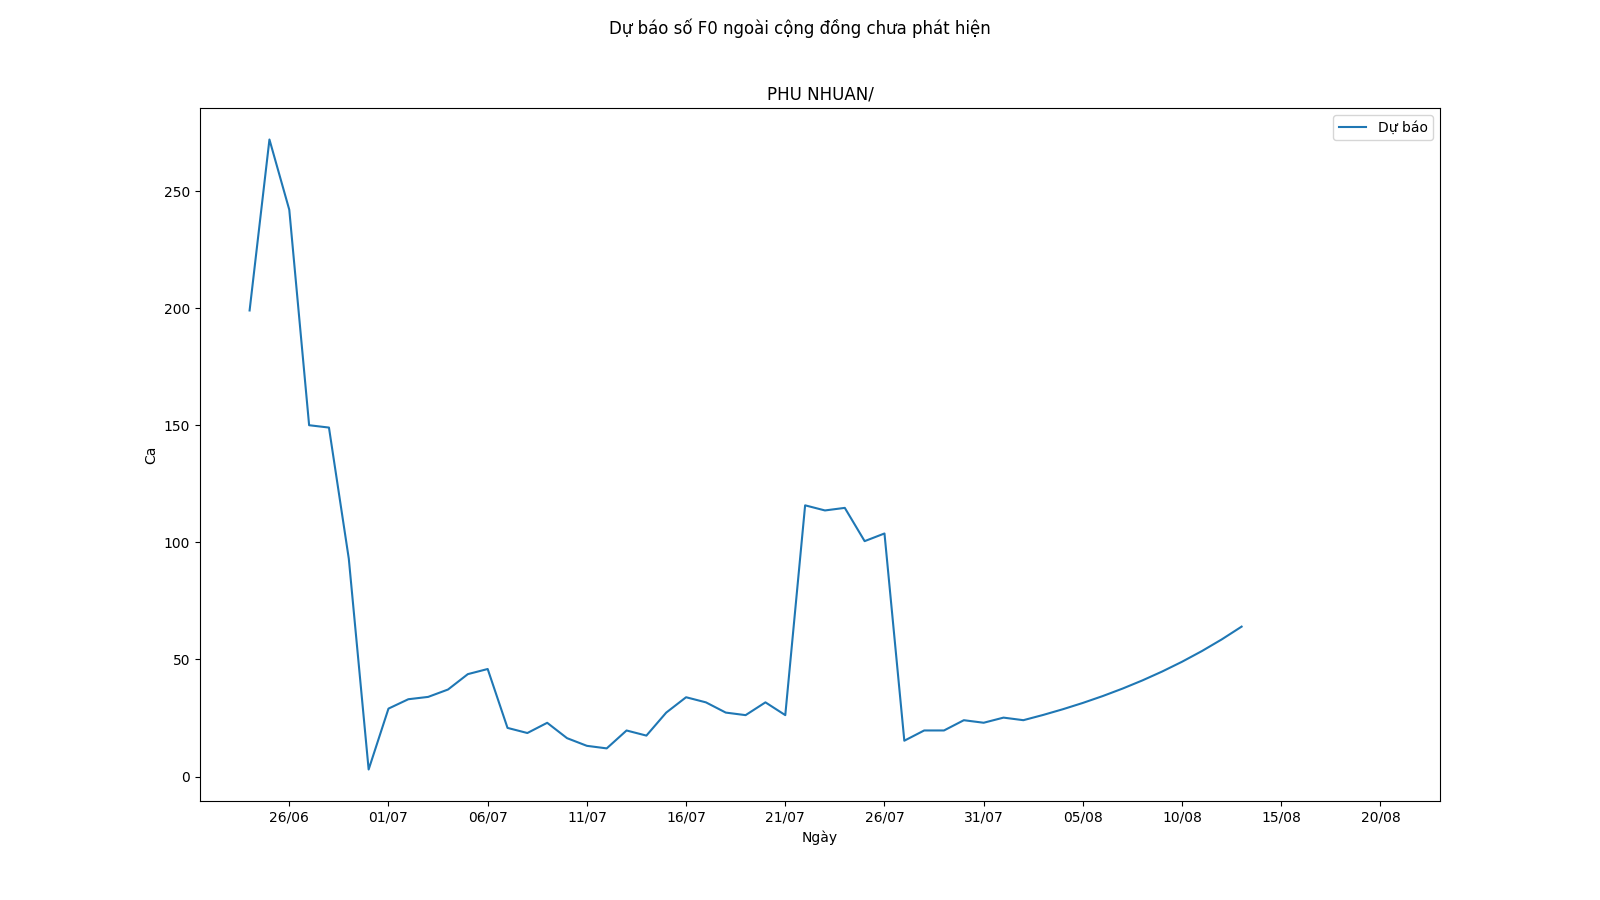 Dự báo số F0 ngoài cộng đồng chưa phát hiện
PHU NHUAN/
Dự báo
250
200
150
100
50
0
Ca
26/06 01/07 06/07 11/07 16/07 21/07 26/07 31/07 05/08 10/08 15/08 20/08
Ngày